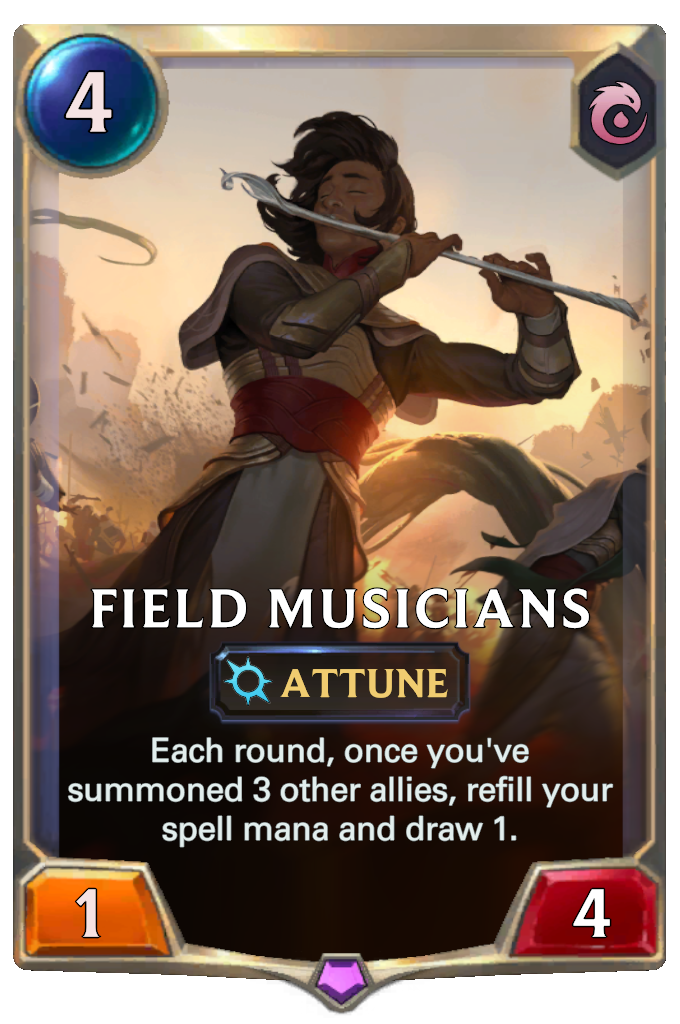 4
FIELD MUSICIANS
ATTUNE
Each round, once you've
summoned 3 other allies, refill your
spell mana and draw 1.
1
4